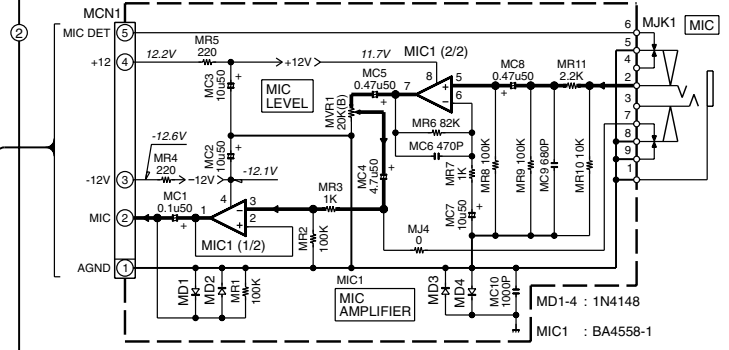 MCN1
2
MIC DET 5
+12 4
-12V 3
MIC 2
AGND 1
12.2V
MR5
220
+12V
11.7V
MIC1 (2/2)
MC3
10u50
MIC
LEVEL
MC5
0.47u50
MVR1
20K(B)
8
7
5
6
MC8
0.47u50
MR11
2.2K
MR6 82K
MC6 470P
MR7
1K
MC7
10u50
MR8 100K
MR9 100K
MC9 680P
MR10 10K
MJK1
MIC
6
5
4
2
3
7
8
9
1
-12.6V
MR4
220
-12V
-12.1V
MC2
10u50
MC1
0.1u50
4
1
3
2
MIC1 (1/2)
MR3
1K
MR2
100K
MC4
4.7u50
MJ4
0
MD1
MD2
MR1
100K
MIC1
MIC
AMPLIFIER
MD3
MD4
MC10
1000P
MD1-4 : 1N4148
MIC1 : BA4558-1